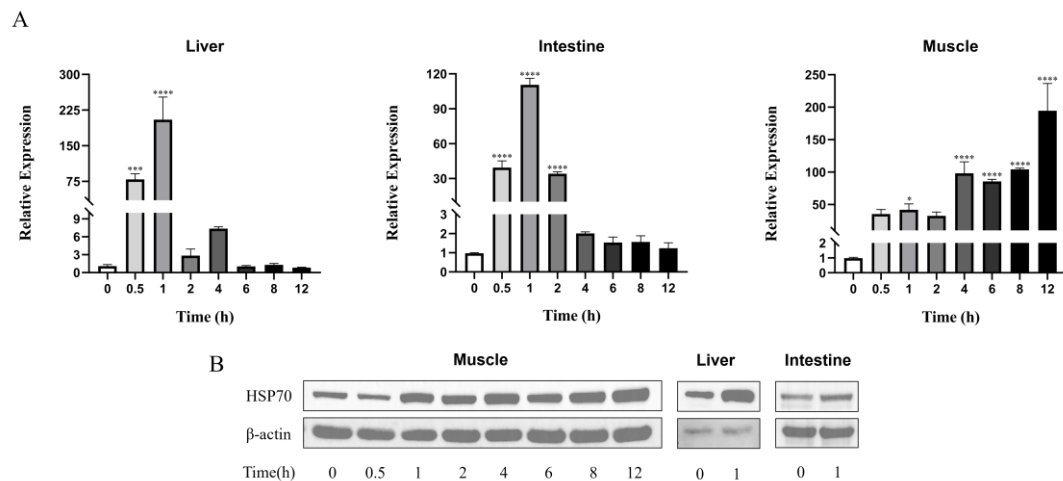 A
Liver
Relative Expression
300
225
150
75
9
6
3
0
***
****
0 0.5 1 2 4 6 8 12
Time (h)
Intestine
Relative Expression
120
90
60
30
3
2
1
0
****
****
****
0 0.5 1 2 4 6 8 12
Time (h)
Muscle
Relative Expression
250
200
150
100
50
2
1
0
*
****
****
****
****
0 0.5 1 2 4 6 8 12
Time (h)
B
Muscle Liver Intestine
HSP70
β-actin
Time(h) 0 0.5 1 2 4 6 8 12 0 1 0 1